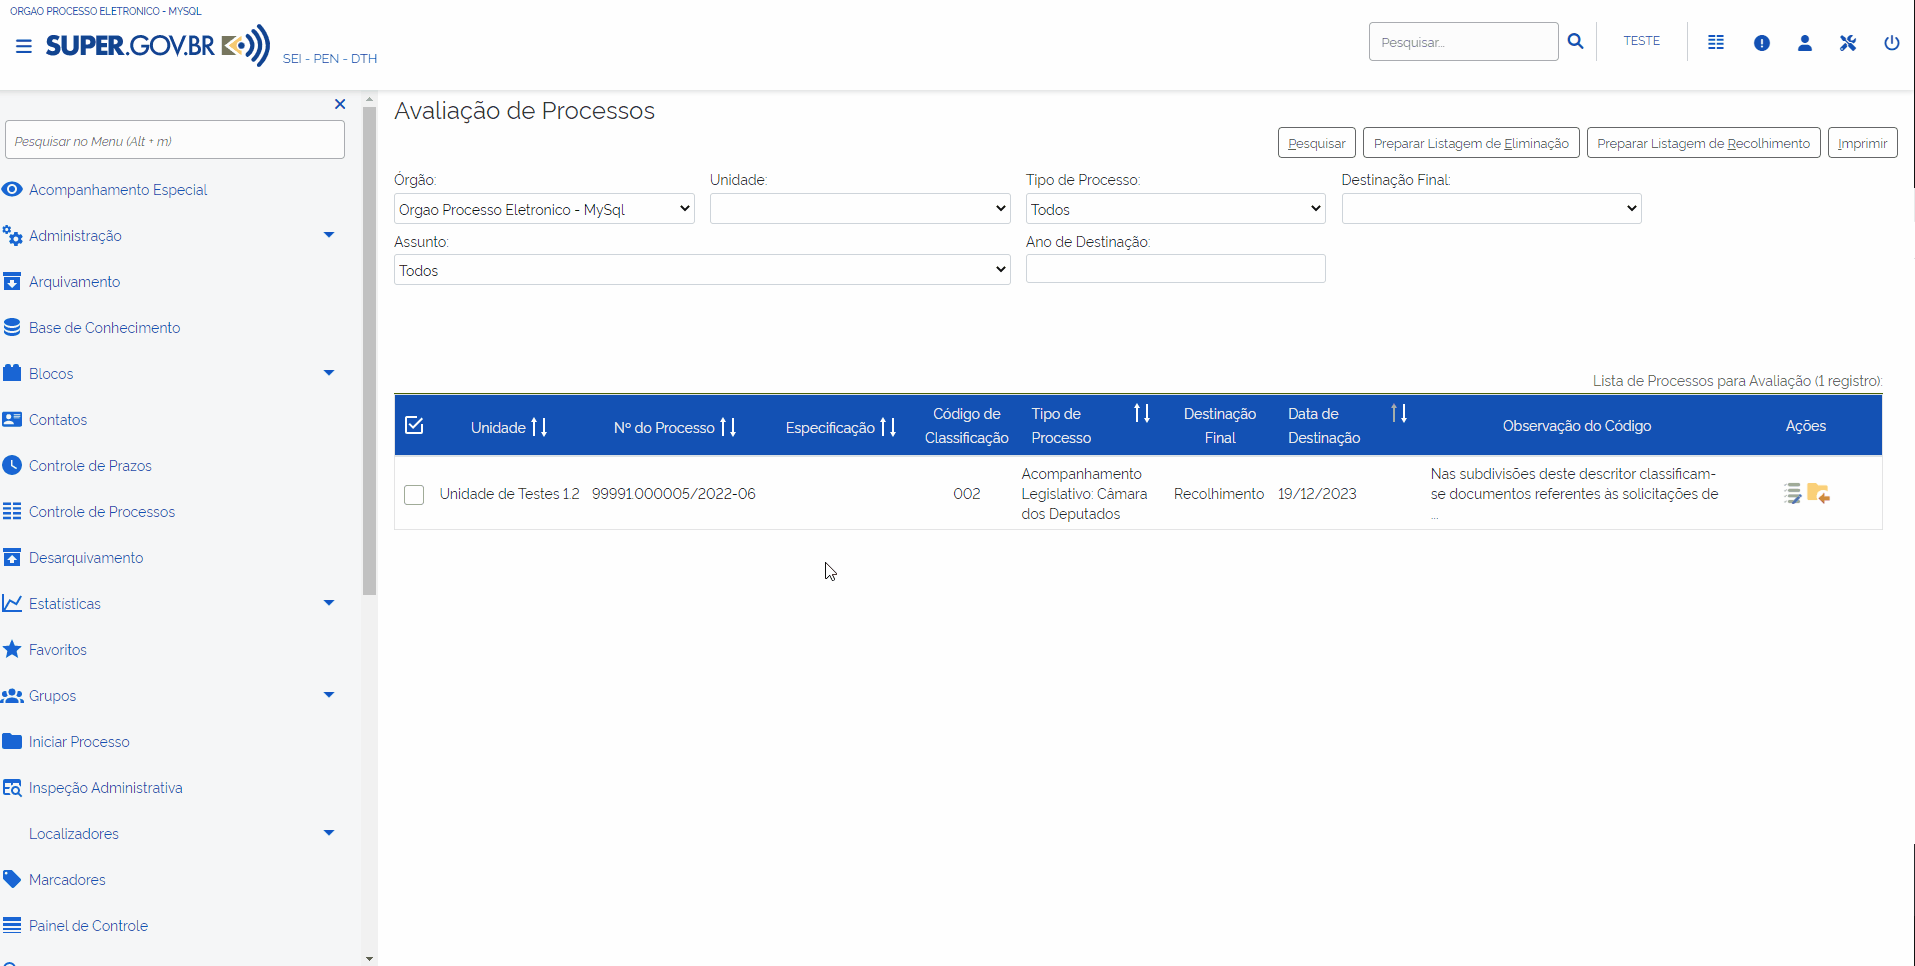 ORGAO PROCESSO ELETRONICO - MYSQL
SUPER.GOV.BR
SEI - PEN - DTH
Pesquisar...
TESTE
Pesquisar no Menu (Alt + m)
Acompanhamento Especial
Administração
Arquivamento
Base de Conhecimento
Blocos
Contatos
Controle de Prazos
Controle de Processos
Desarquivamento
Estatísticas
Favoritos
Grupos
Iniciar Processo
Inspeção Administrativa
Localizadores
Marcadores
Painel de Controle
Avaliação de Processos
Pesquisar
Preparar Listagem de Eliminação
Preparar Listagem de Recolhimento
Imprimir
Órgão:
Unidade:
Tipo de Processo:
Destinação Final:
Orgao Processo Eletronico - MySql
Todos
Assunto:
Ano de Destinação:
Todos
Lista de Processos para Avaliação (1 registro):
Unidade
Nº do Processo
Especificação
Código de
Classificação
Tipo de
Processo
Destinação
Final
Data de
Destinação
Observação do Código
Ações
Unidade de Testes 1.2
99991.000005/2022-06
002
Acompanhamento
Legislativo: Câmara
dos Deputados
Recolhimento
19/12/2023
Nas subdivisões deste descritor classificam-
se documentos referentes às solicitações de
...